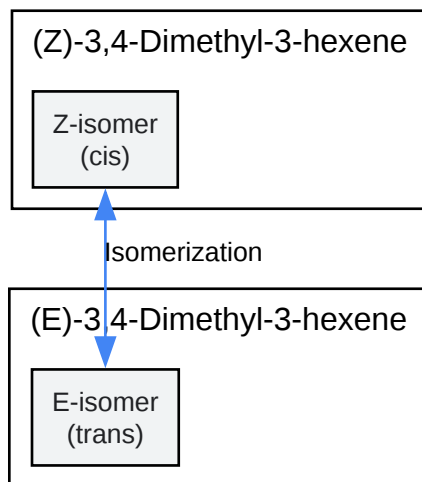 (Z)-3,4-Dimethyl-3-hexene
Z-isomer
(cis)
Isomerization
(E)-3,4-Dimethyl-3-hexene
E-isomer
(trans)